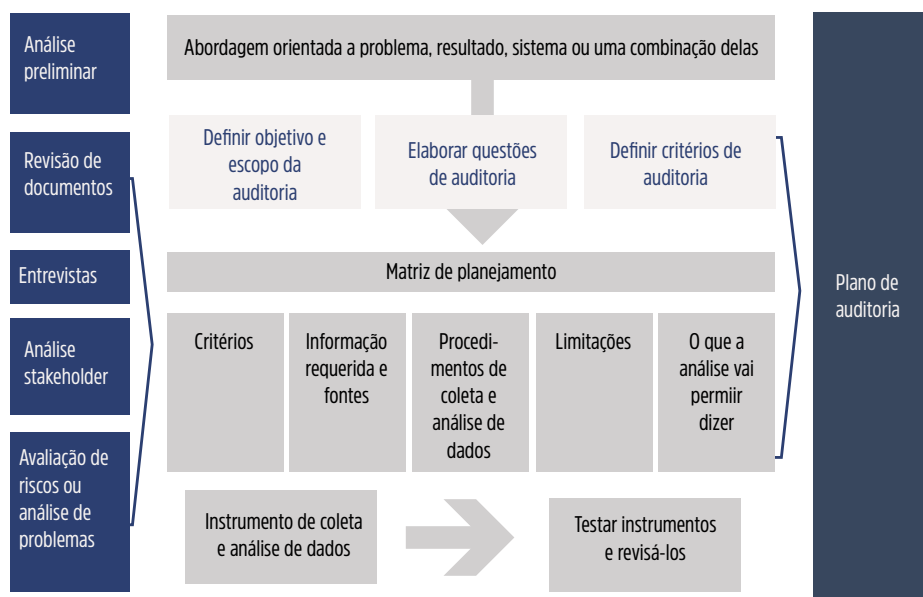 Análise
preliminar
Revisão de
documentos
Entrevistas
Análise
stakeholder
Avaliação de
riscos ou
análise de
problemas
Abordagem orientada a problema, resultado, sistema ou uma combinação delas
Definir objetivo e
escopo da
auditoria
Elaborar questões
de auditoria
Definir critérios de
auditoria
Matriz de planejamento
Critérios
Informação
requerida e
fontes
Procedi-
mentos de
coleta e
análise de
dados
Limitações
O que a
análise vai
permiir
dizer
Instrumento de coleta
e análise de dados
Testar instrumentos
e revisá-los
Plano de
auditoria